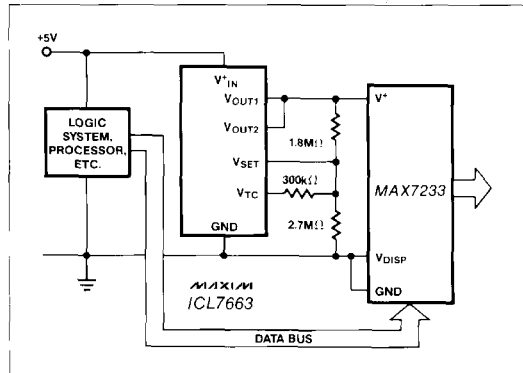 +5V
LOGIC
SYSTEM,
PROCESSOR,
ETC.
V+IN
VOUT1
VOUT2
VSET
VTC
GND
1.8MΩ
300kΩ
2.7MΩ
V+
MAX7233
VDISP
GND
MAXIM
ICL7663
DATA BUS